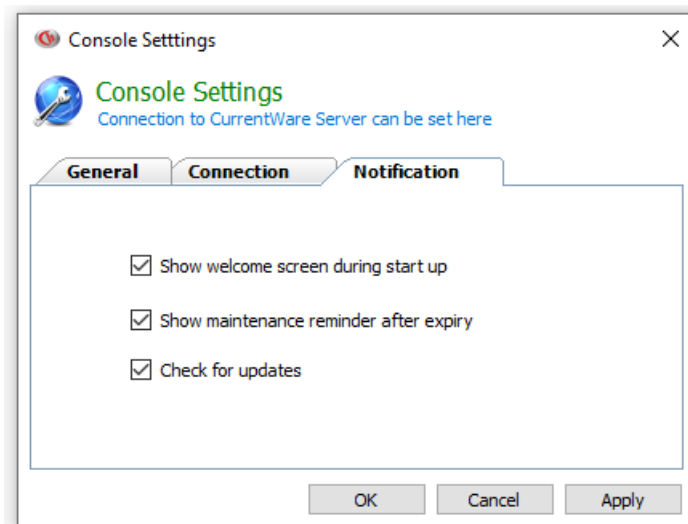 Console Setttings
Console Settings
Connection to CurrentWare Server can be set here
General Connection Notification
Show welcome screen during start up
Show maintenance reminder after expiry
Check for updates
OK Cancel Apply